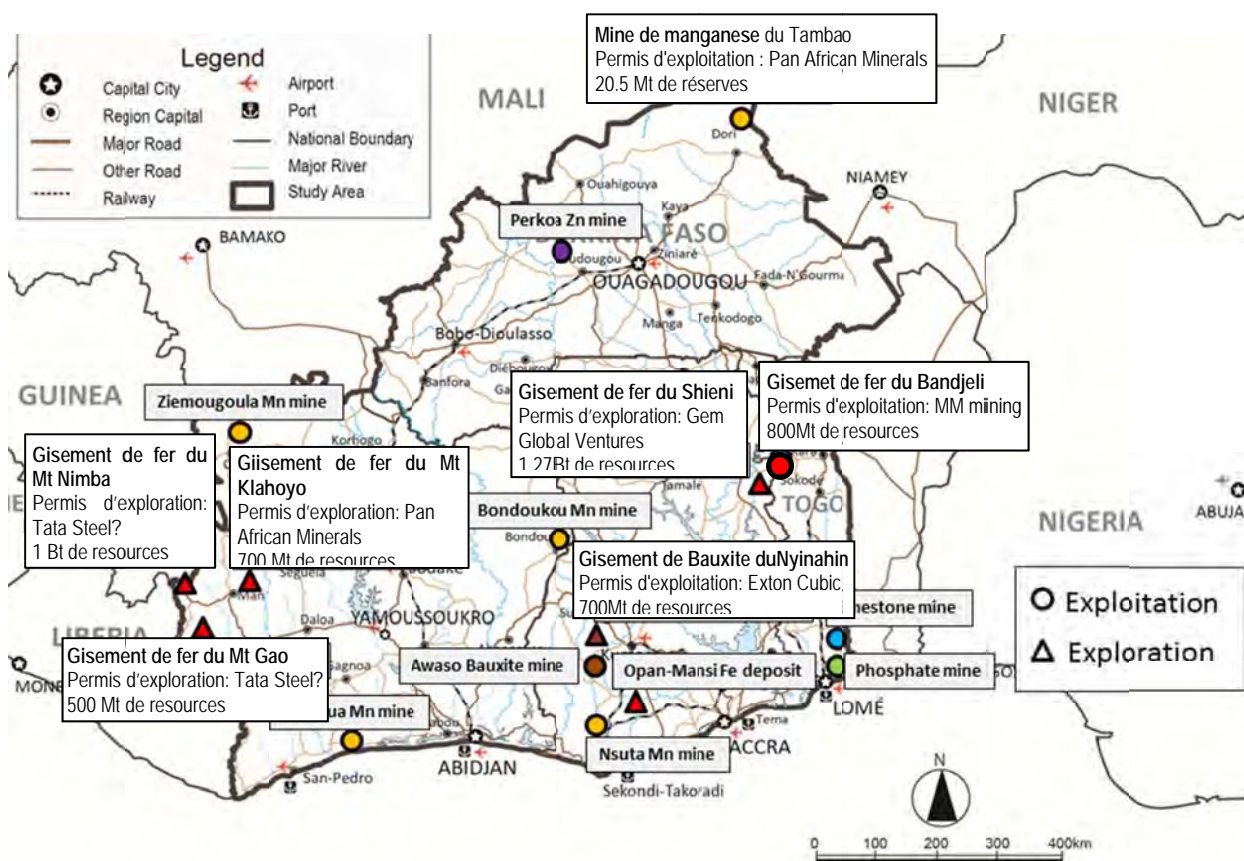 Legend
Capital City
Region Capital
Major Road
Other Road
Railway
Airport
Port
National Boundary
Major River
Study Area
Mine de manganese du Tambao
Permis d'exploitation : Pan African Minerals
20.5 Mt de réserves
MALI
NIGER
Dori
Ouahigouya
NIAMEY
Kaya
Perkoa Zn mine
FASO
BAMAKO
Ziniaré
OUAGADOUGOU
Fada-N'Gourma
Manga
Tenkodogo
Bobo-Dioulasso
Banfora
GUINEA
Ziemougoula Mn mine
Korhogo
Gisement de fer du Shieni
Permis d'exploration: Gem
Global Ventures
1.27Bt de resources
Gisemet de fer du Bandjeli
Permis d'exploitation: MM mining
800Mt de resources
Gisement de fer du
Mt Nimba
Permis d'exploration:
Tata Steel?
1 Bt de resources
Giisement de fer du Mt
Klahoyo
Permis d'exploration: Pan
African Minerals
700 Mt de resources
Sokode
Tamale
TOGO
Bondoukou Mn mine
NIGERIA
ABUJA
Gisement de Bauxite duNyinahin
Permis d'exploitation: Exton Cubic
700Mt de resources
Seguela
Man
Daloa
YAMOUSSOUKRO
LIBERIA
Exploitation
Exploration
Gisement de fer du Mt Gao
Permis d'exploration: Tata Steel?
500 Mt de resources
Gagnoa
Awaso Bauxite mine
Opan-Mansi Fe deposit
Phosphate mine
LOMÉ
Mn mine
Tema
ACCRA
Nsuta Mn mine
ABIDJAN
San-Pedro
Sekondi-Takoradi
N
0 100 200 300 400km